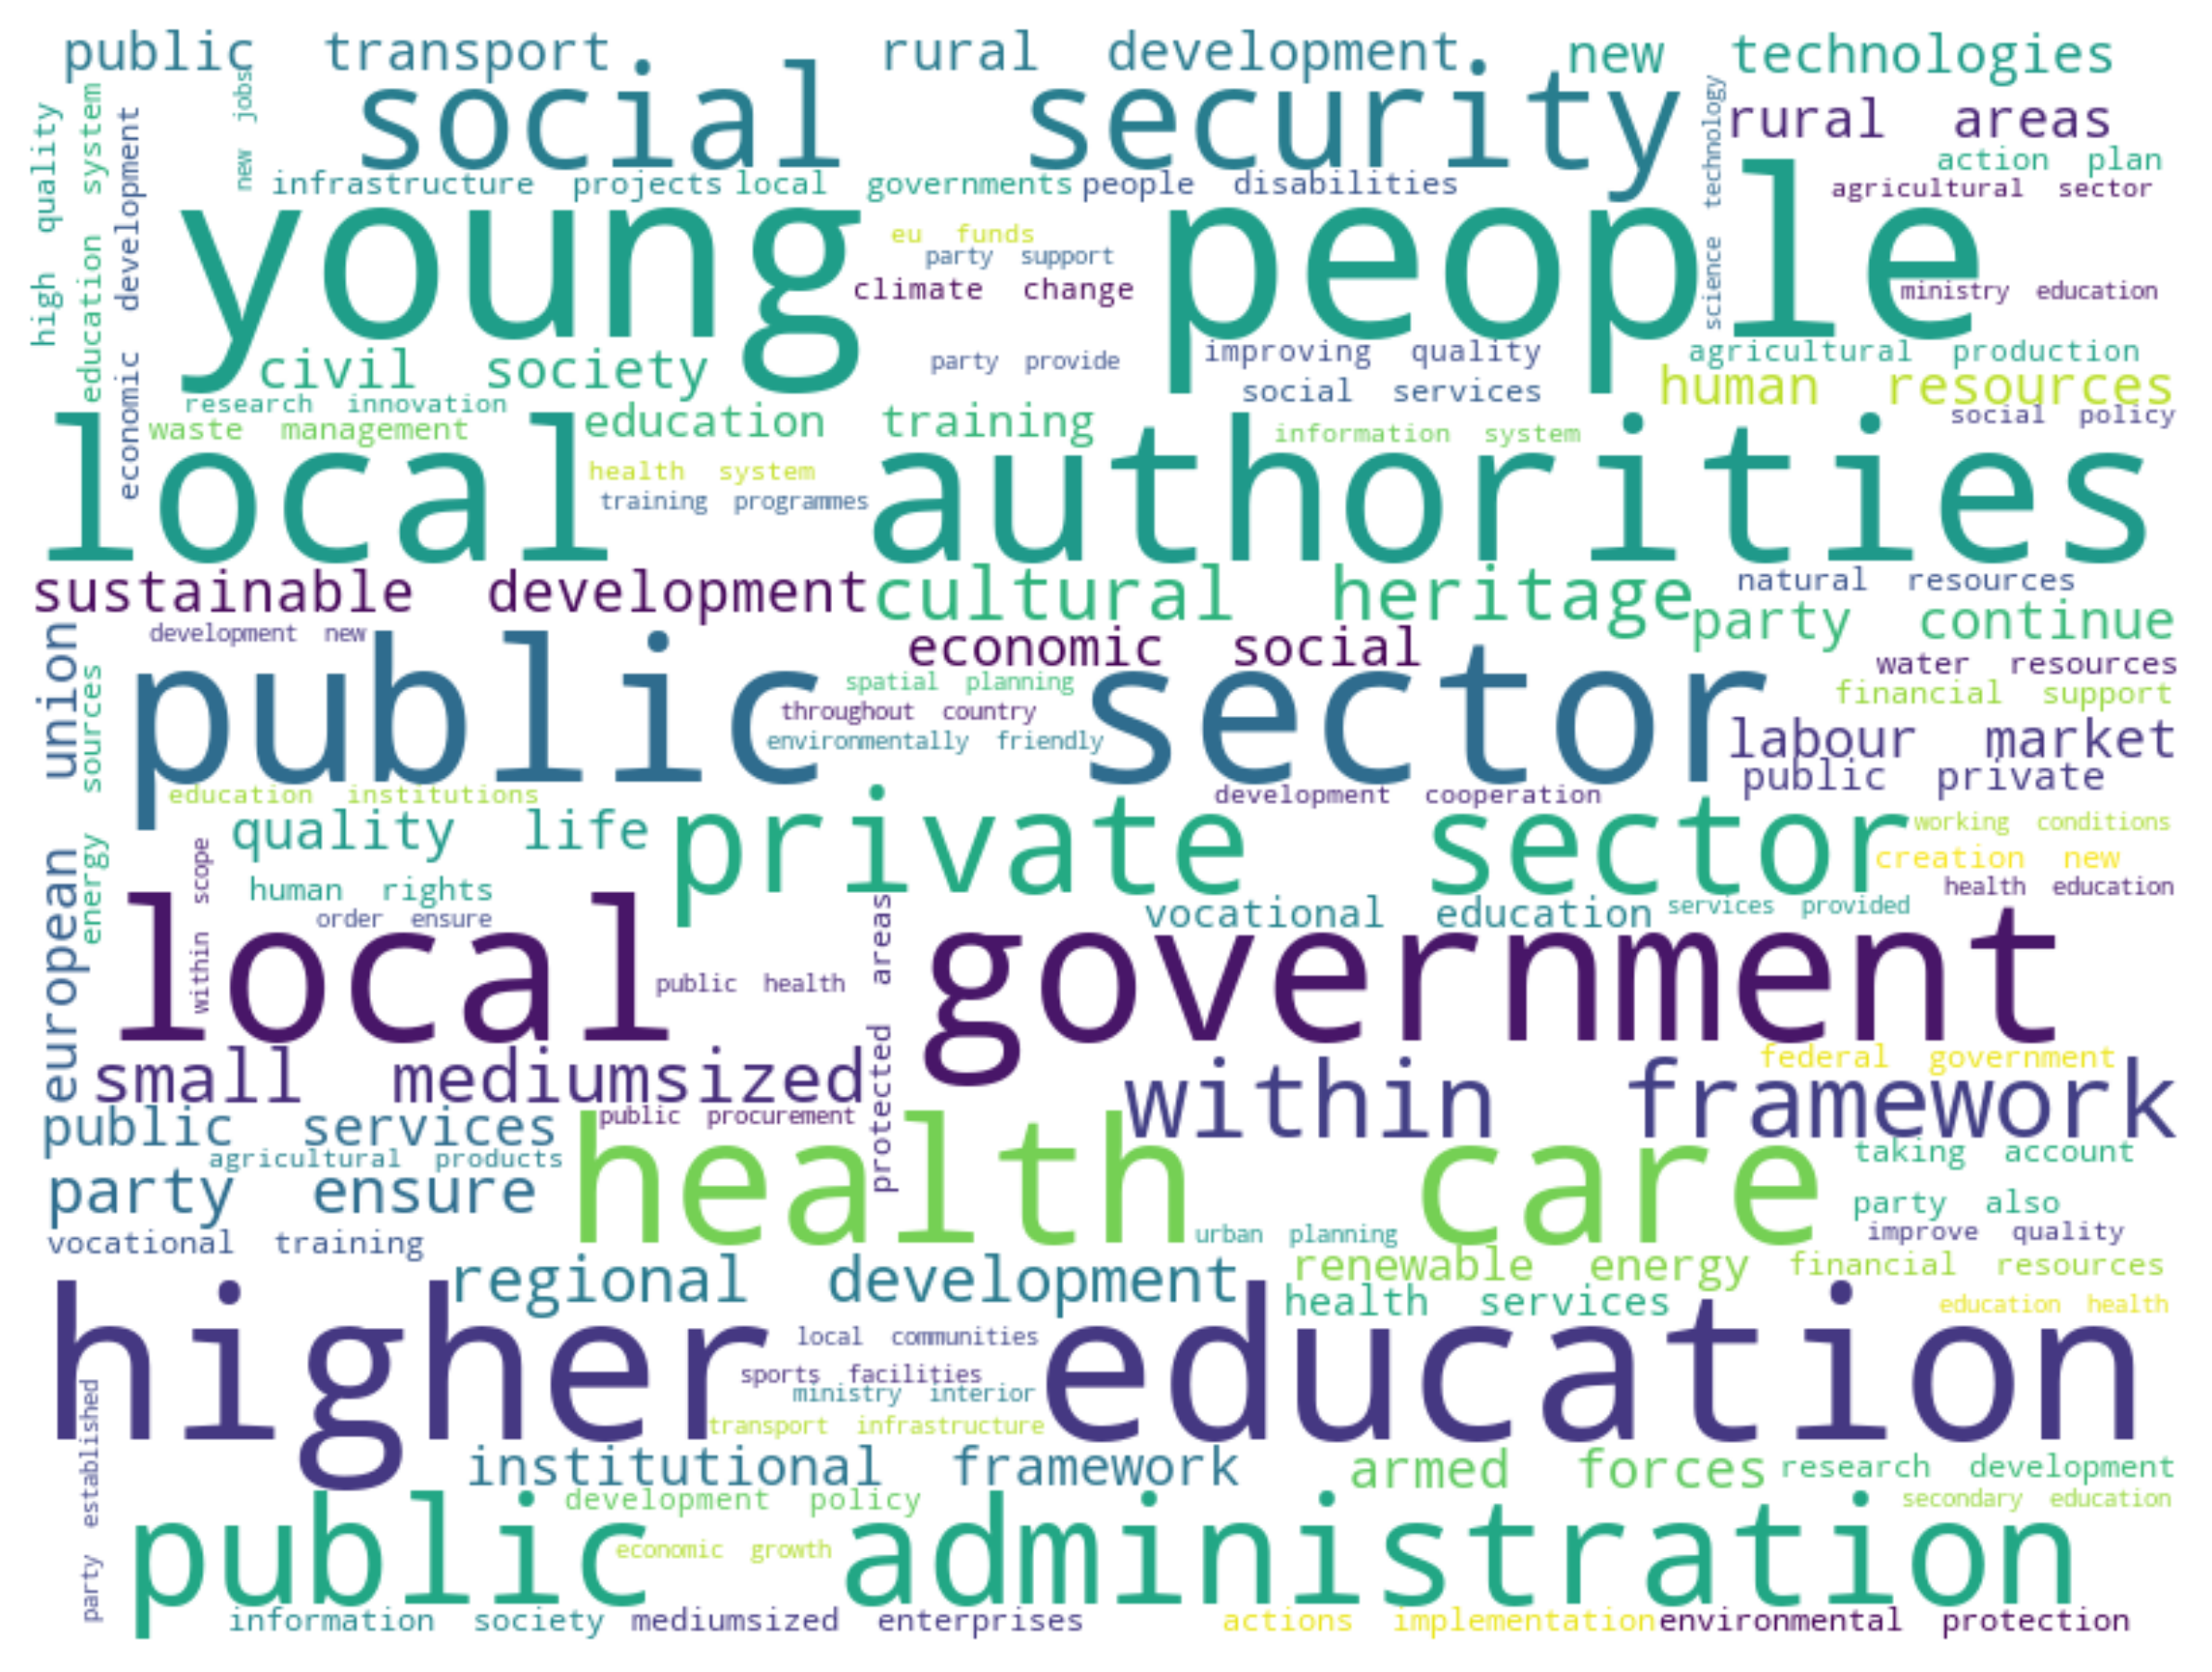 public transport
rural development
new technologies
social security
rural areas
action plan
agricultural sector
new jobs
high quality
education system
economic development
science technology
infrastructure projects
local governments
people disabilities
young people
eu funds
party support
climate change
ministry education
civil society
party provide
improving quality
agricultural production
social services
human resources
research innovation
social policy
waste management
education training
information system
local authorities
health system
training programmes
sustainable development
cultural heritage
natural resources
party continue
development new
economic social
water resources
european union
energy sources
public sector
spatial planning
financial support
throughout country
labour market
environmentally friendly
public private
education institutions
development cooperation
quality life
private sector
working conditions
creation new
within scope
human rights
health education
order ensure
vocational education
services provided
local government
public health
protected areas
small mediumsized
federal government
within framework
public services
public procurement
health care
agricultural products
taking account
party ensure
party also
vocational training
urban planning
improve quality
regional development
renewable energy
financial resources
health services
education health
higher education
local communities
sports facilities
ministry interior
transport infrastructure
party established
institutional framework
armed forces
research development
development policy
secondary education
public administration
economic growth
information society
mediumsized enterprises
actions implementation
environmental protection